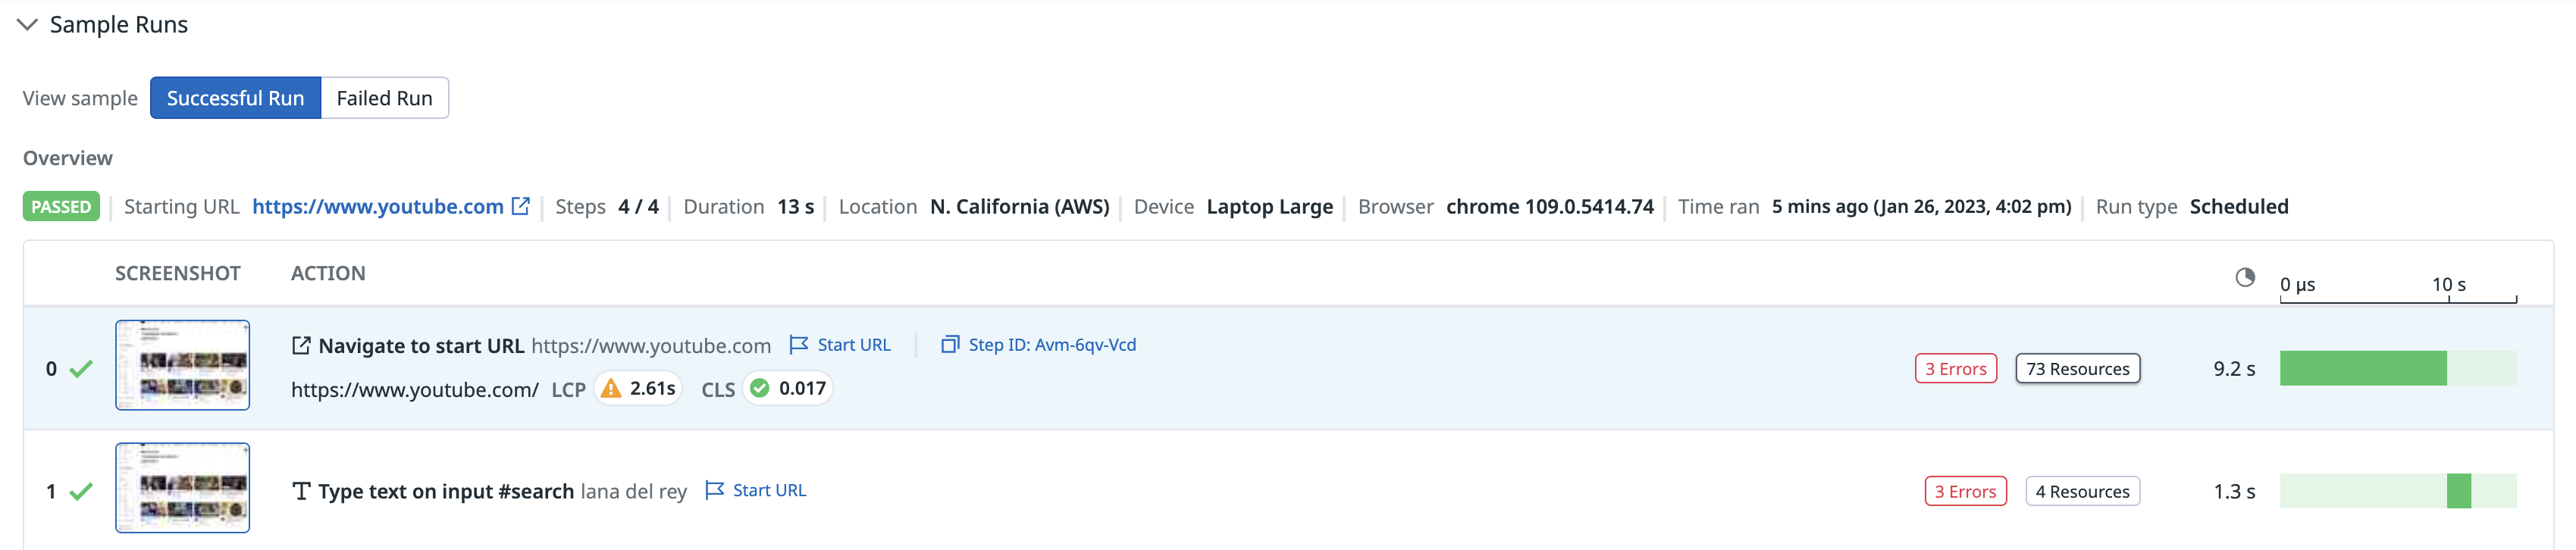 Sample Runs
View sample Successful Run Failed Run
Overview
PASSED Starting URL https://www.youtube.com Steps 4 / 4 Duration 13 s Location N. California (AWS) Device Laptop Large Browser chrome 109.0.5414.74 Time ran 5 mins ago (Jan 26, 2023, 4:02 pm) Run type Scheduled
SCREENSHOT ACTION 0 µs 10 s
0 Navigate to start URL https://www.youtube.com Start URL Step ID: Avm-6qv-Vcd 3 Errors 73 Resources 9.2 s
https://www.youtube.com/ LCP 2.61s CLS 0.017
1 Type text on input #search lana del rey Start URL 3 Errors 4 Resources 1.3 s